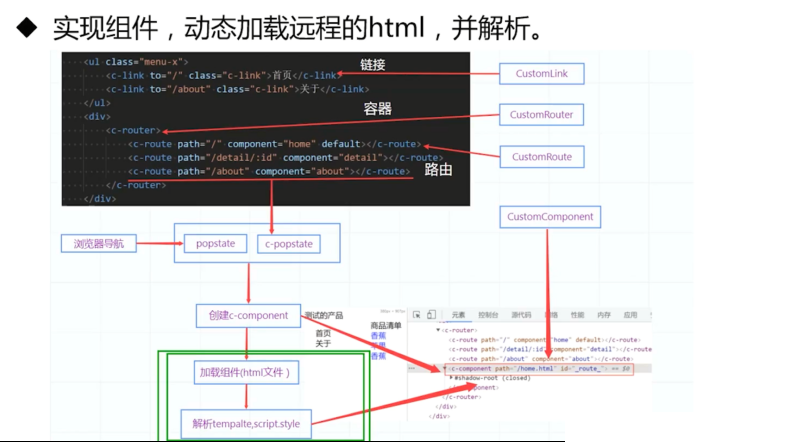 ◆ 实现组件，动态加载远程的html，并解析。
<ul class="menu-x">
链接
<c-link to="/" class="c-link">首页</c-link>
<c-link to="/about" class="c-link">关于</c-link>
</ul>
<div>
容器
<c-router>
<c-route path="/" component="home" default></c-route>
<c-route path="/detail/:id" component="detail"></c-route>
<c-route path="/about" component="about"></c-route>
路由
</c-router>
</div>
CustomLink
CustomRouter
CustomRoute
CustomComponent
浏览器导航
popstate
c-popstate
创建c-component
加载组件(html文件）
解析tempalte,script.style
测试的产品
首页
关于
商品清单
香蕉
苹果
香蕉
元素 控制台 源代码 网络 性能 内存 应用
<c-router>
<c-route path="/" component="home" default></c-route>
<c-route path="/detail/:id" component="detail"></c-route>
<c-route path="/about" component="about"></c-route>
<c-component path="/home.html" id="_route_"> == $0
#shadow-root (closed)
</c-component>
</c-router>
</div>
</div>